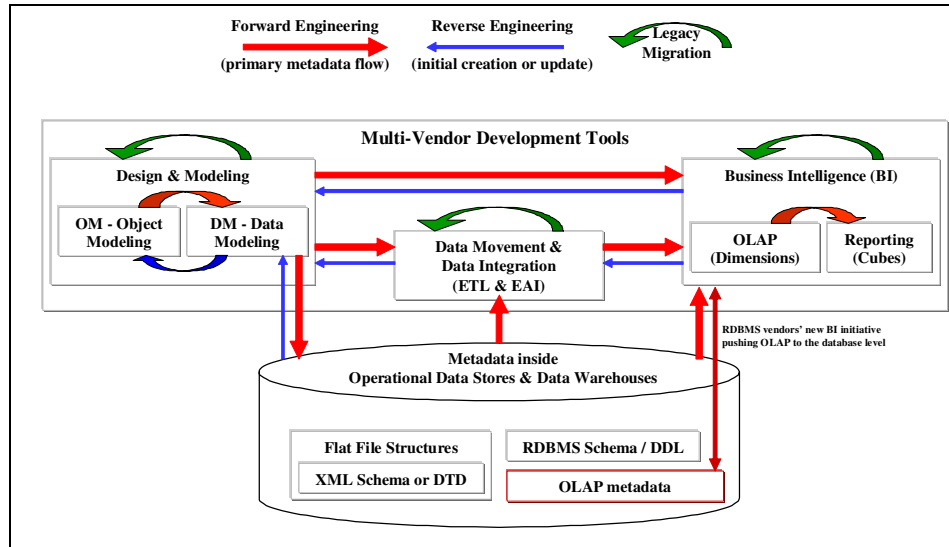 Forward Engineering
(primary metadata flow)
Reverse Engineering
(initial creation or update)
Legacy
Migration
Multi-Vendor Development Tools
Design & Modeling
OM - Object
Modeling
DM - Data
Modeling
Data Movement &
Data Integration
(ETL & EAI)
Business Intelligence (BI)
OLAP
(Dimensions)
Reporting
(Cubes)
RDBMS vendors' new BI initiative
pushing OLAP to the database level
Metadata inside
Operational Data Stores & Data Warehouses
Flat File Structures
XML Schema or DTD
RDBMS Schema / DDL
OLAP metadata